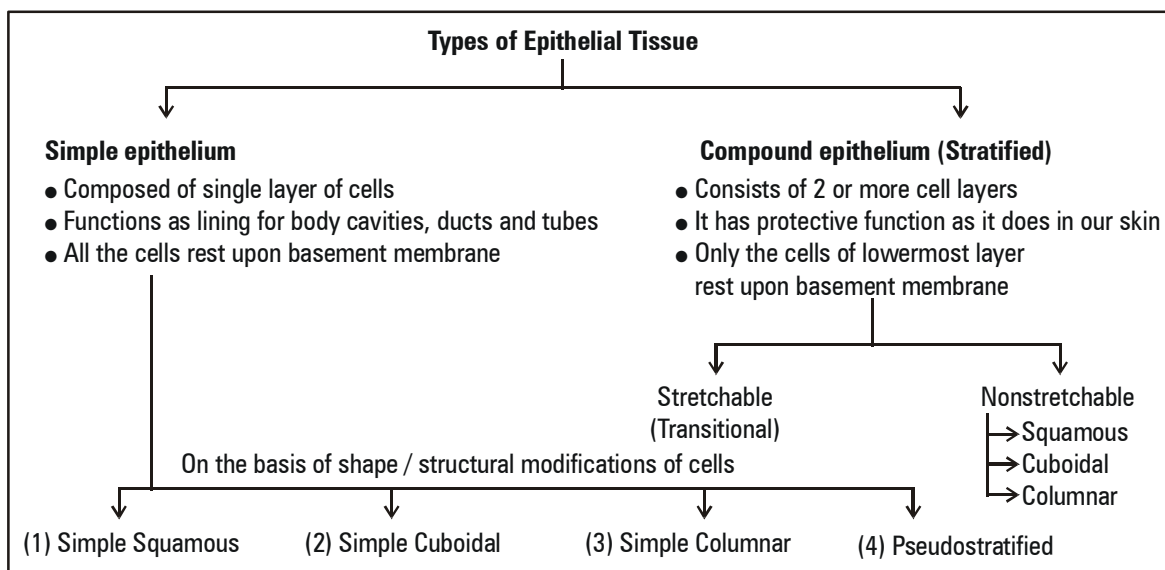 Types of Epithelial Tissue
Simple epithelium
● Composed of single layer of cells
● Functions as lining for body cavities, ducts and tubes
● All the cells rest upon basement membrane
Compound epithelium (Stratified)
● Consists of 2 or more cell layers
● It has protective function as it does in our skin
● Only the cells of lowermost layer
rest upon basement membrane
Stretchable
(Transitional)
Nonstretchable
Squamous
Cuboidal
Columnar
On the basis of shape / structural modifications of cells
(1) Simple Squamous
(2) Simple Cuboidal
(3) Simple Columnar
(4) Pseudostratified